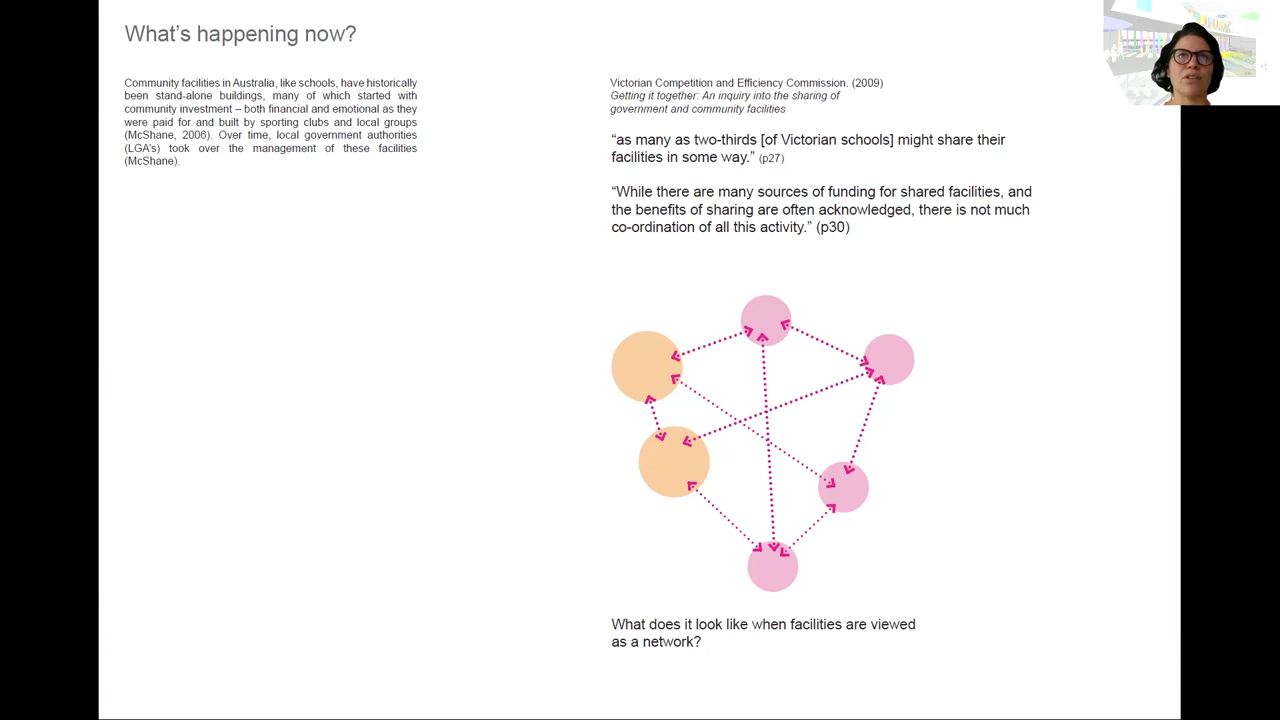 What's happening now?
Community facilities in Australia, like schools, have historically
been stand-alone buildings, many of which started with
community investment – both financial and emotional as they
were paid for and built by sporting clubs and local groups
(McShane, 2006). Over time, local government authorities
(LGA's) took over the management of these facilities
(McShane).
Victorian Competition and Efficiency Commission. (2009)
Getting it together: An inquiry into the sharing of
government and community facilities
“as many as two-thirds [of Victorian schools] might share their
facilities in some way.” (p27)
“While there are many sources of funding for shared facilities, and
the benefits of sharing are often acknowledged, there is not much
co-ordination of all this activity.” (p30)
What does it look like when facilities are viewed
as a network?